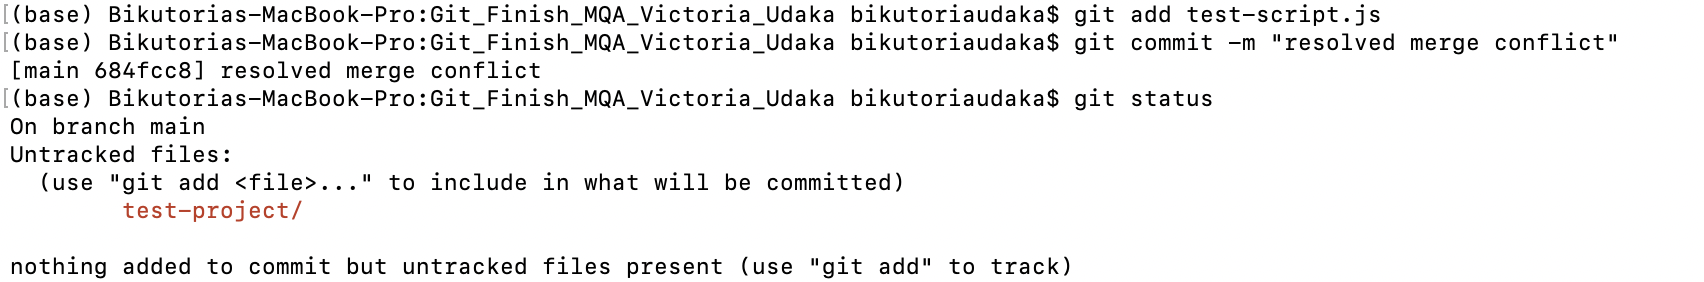 [(base) Bikutorias-MacBook-Pro:Git_Finish_MQA_Victoria_Udaka bikutoriaudaka$ git add test-script.js
[(base) Bikutorias-MacBook-Pro:Git_Finish_MQA_Victoria_Udaka bikutoriaudaka$ git commit -m "resolved merge conflict"
[main 684fcc8] resolved merge conflict
[(base) Bikutorias-MacBook-Pro:Git_Finish_MQA_Victoria_Udaka bikutoriaudaka$ git status
On branch main
Untracked files:
  (use "git add <file>..." to include in what will be committed)
        test-project/

nothing added to commit but untracked files present (use "git add" to track)